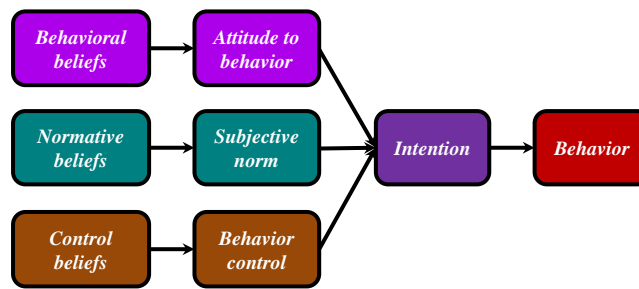 Behavioral
beliefs
Attitude to
behavior
Normative
beliefs
Subjective
norm
Intention
Behavior
Control
beliefs
Behavior
control